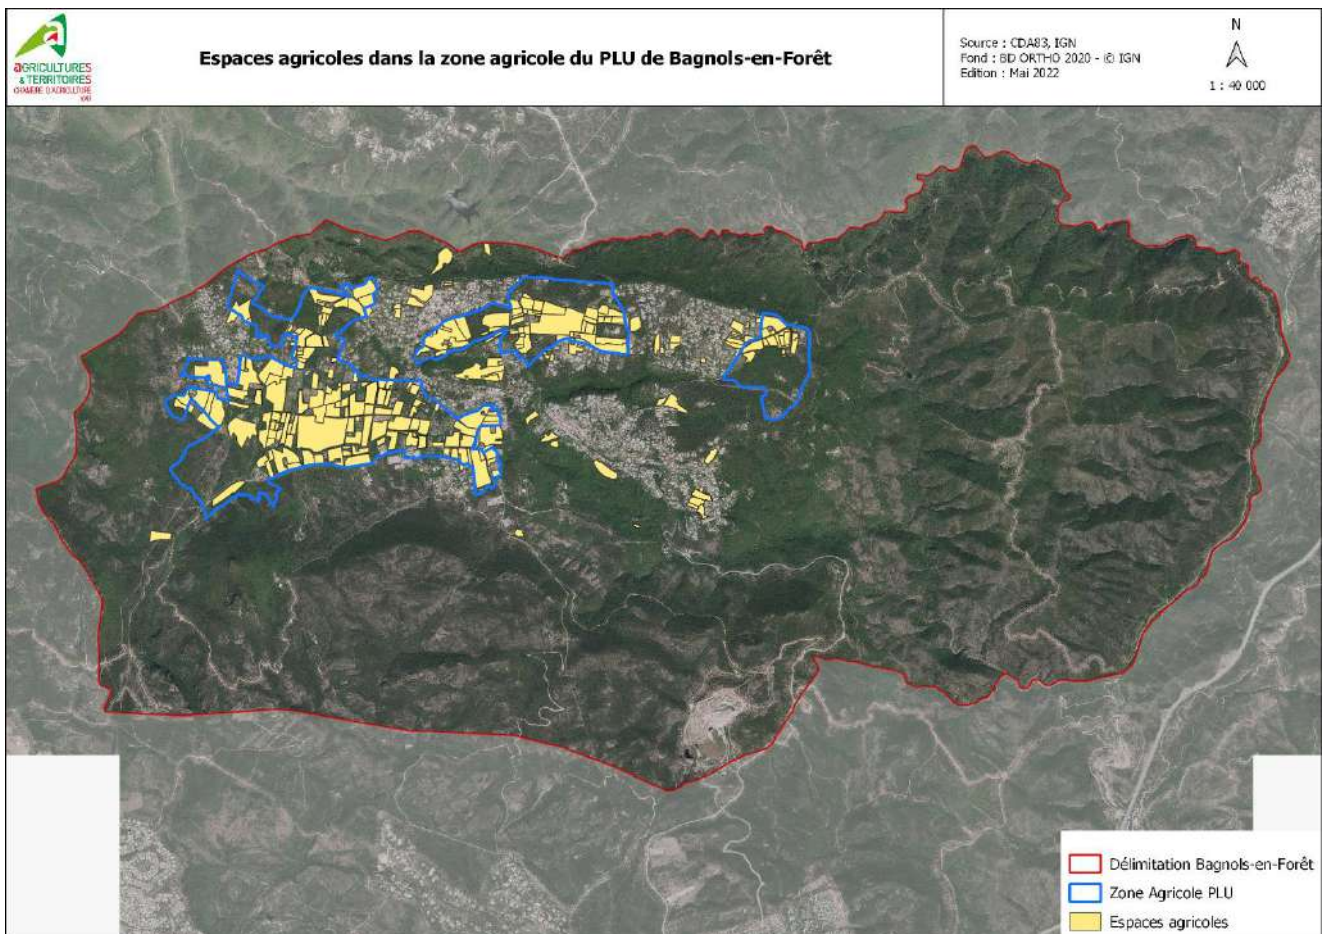 AGRICULTURES
& TERRITOIRES
CHAMBRE D'AGRICULTURE
VAR
Espaces agricoles dans la zone agricole du PLU de Bagnols-en-Forêt
Source : CDA83, IGN
Fond : BD ORTHO 2020 - © IGN
Edition : Mai 2022
N
1 : 40 000
Délimitation Bagnols-en-Forêt
Zone Agricole PLU
Espaces agricoles